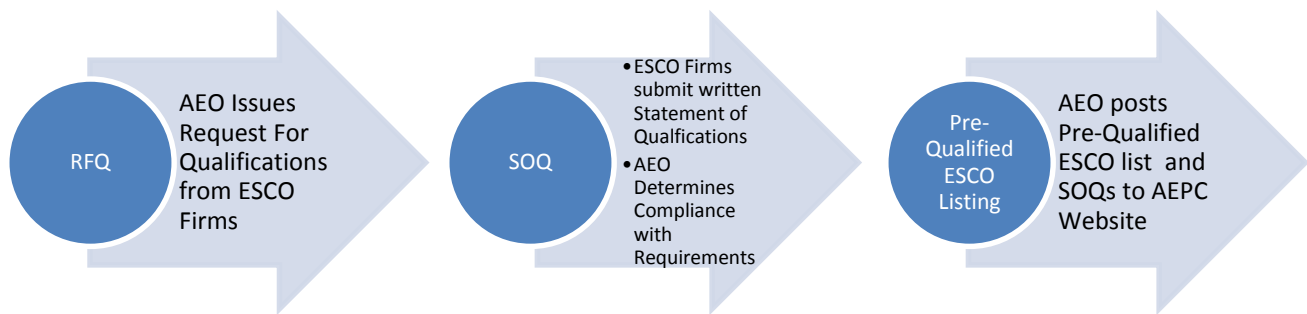 RFQ
AEO Issues
Request For
Qualifications
from ESCO
Firms
SOQ
•ESCO Firms
submit written
Statement of
Qualfications
•AEO
Determines
Compliance
with
Requirements
Pre-
Qualified
ESCO
Listing
AEO posts
Pre-Qualified
ESCO list and
SOQs to AEPC
Website